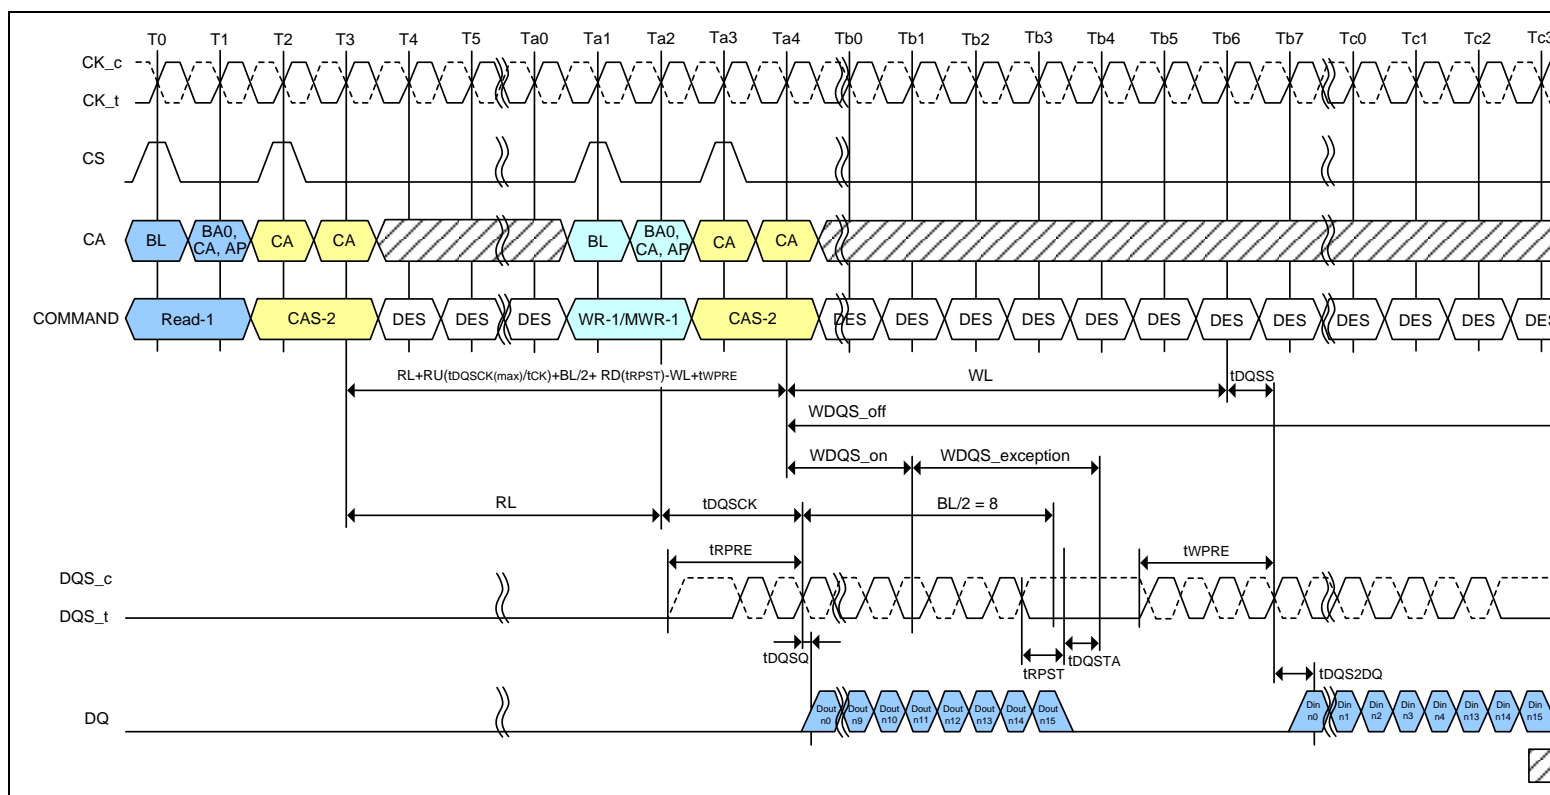 T0 T1 T2 T3 T4 T5 Ta0 Ta1 Ta2 Ta3 Ta4 Tb0 Tb1 Tb2 Tb3 Tb4 Tb5 Tb6 Tb7 Tc0 Tc1 Tc2 Tc3
CK_c
CK_t
CS
CA BL BA0, CA, AP CA CA BL BA0, CA, AP CA CA
COMMAND Read-1 CAS-2 DES DES DES WR-1/MWR-1 CAS-2 DES DES DES DES DES DES DES DES DES DES DES DES
RL+RU(tDQSCK(max)/tCK)+BL/2+ RD(tRPST)-WL+tWPRE WL tDQSS
WDQS_off
WDQS_on WDQS_exception
RL tDQSCK BL/2 = 8
tRPRE tWPRE
DQS_c
DQS_t
tDQSQ tRPST tDQSTA tDQS2DQ
DQ Dout n0 Dout n9 Dout n10 Dout n11 Dout n12 Dout n13 Dout n14 Dout n15 Din n0 Din n1 Din n2 Din n3 Din n4 Din n13 Din n14 Din n15